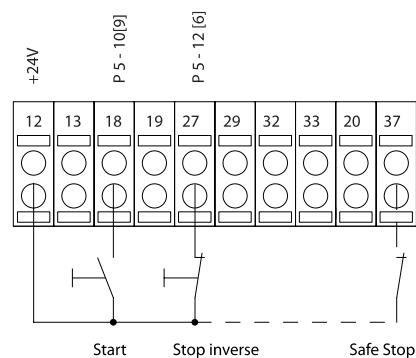 +24V
P 5 - 10[9]
P 5 - 12 [6]
12 13 18 19 27 29 32 33 20 37
Start Stop inverse Safe Stop